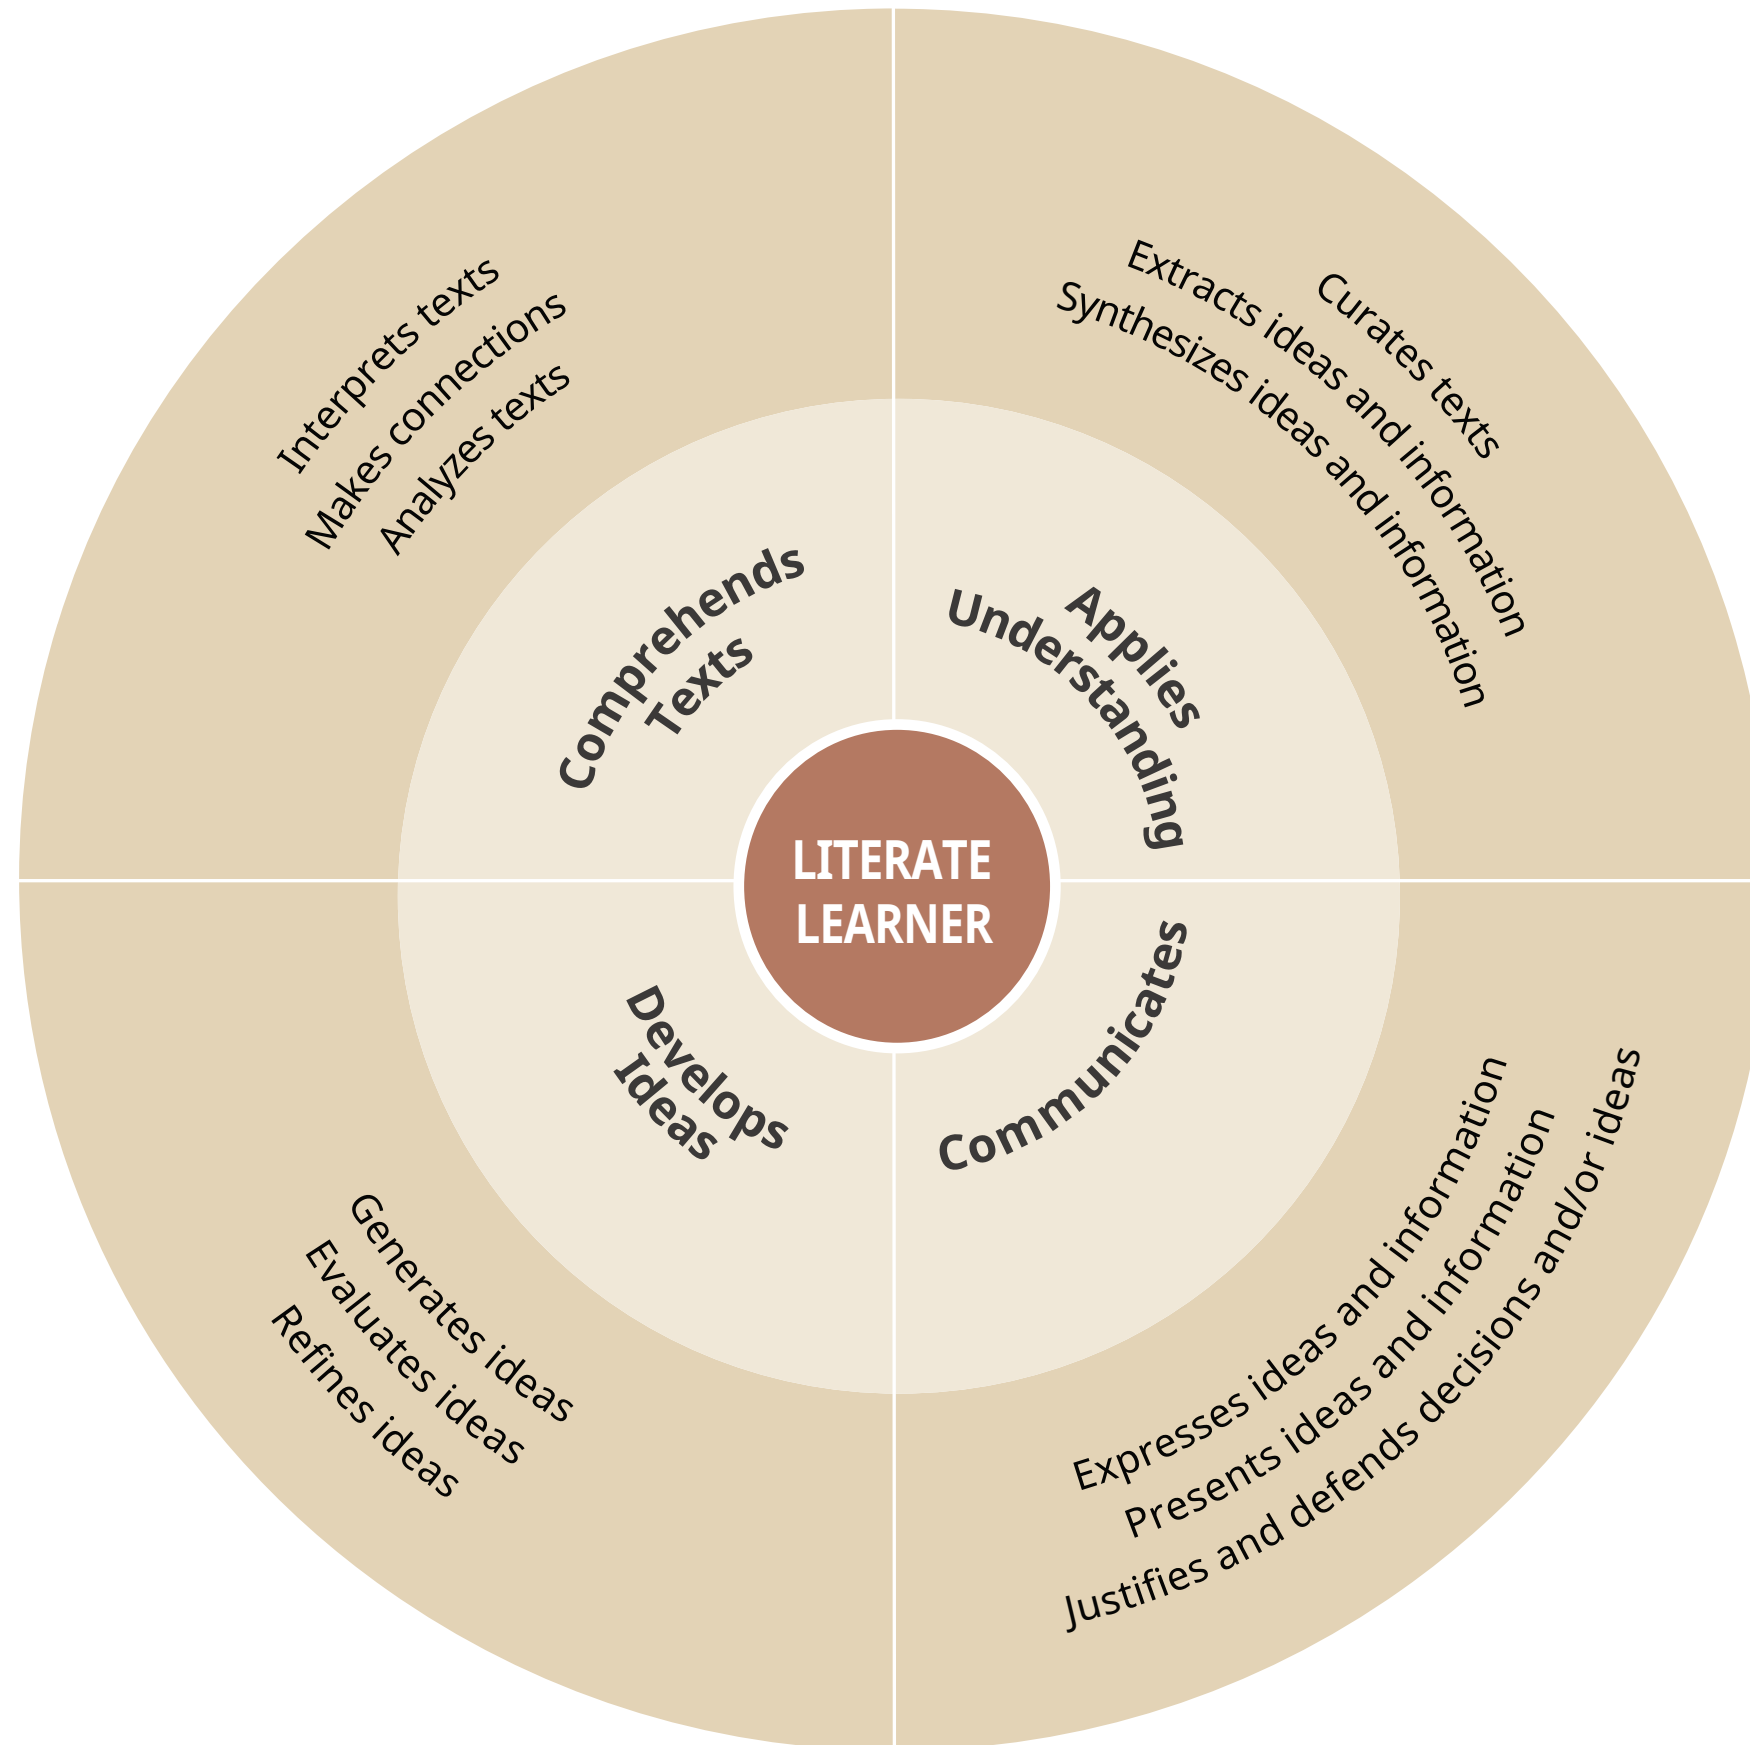 Interprets texts
Makes connections
Analyzes texts
Comprehends
Texts
Curates texts
Extracts ideas and information
Synthesizes ideas and information
Applies
Understanding
LITERATE
LEARNER
Develops
Ideas
Generates ideas
Evaluates ideas
Refines ideas
Communicates
Expresses ideas and information
Presents ideas and information
Justifies and defends decisions and/or ideas